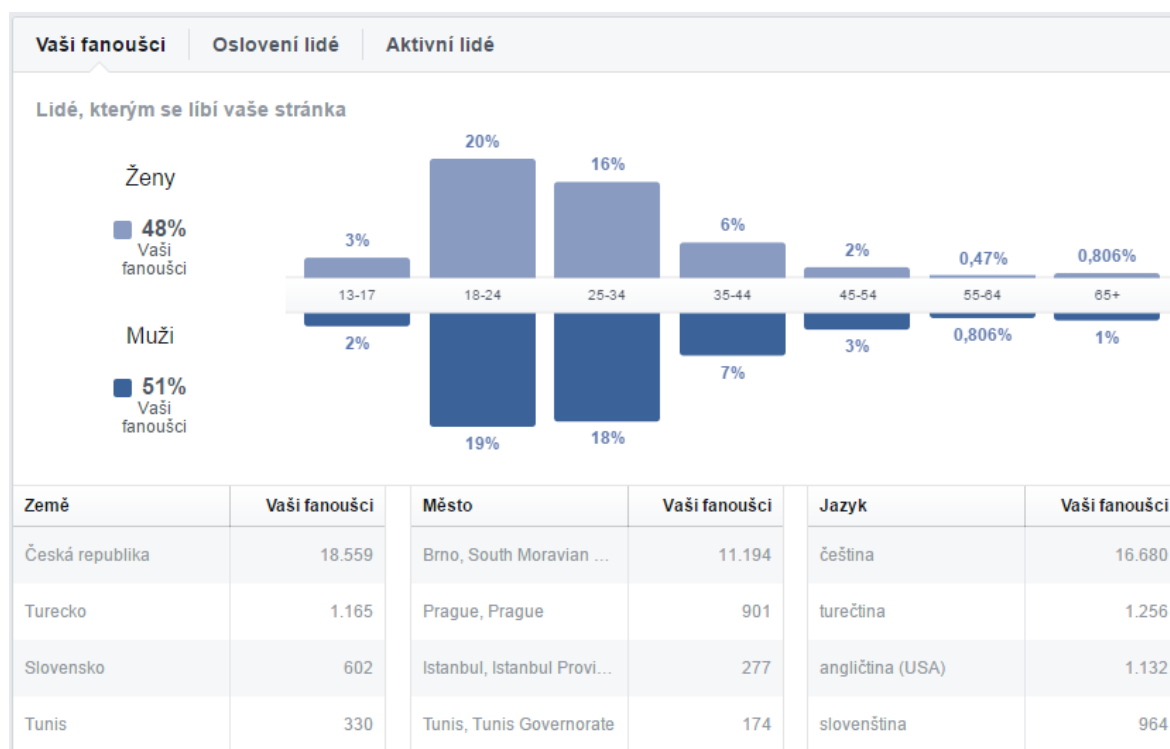 Vaši fanoušci Oslovení lidé Aktivní lidé
Lidé, kterým se líbí vaše stránka
Ženy
48%
Vaši
fanoušci
20%
16%
3%
6%
2%
0,47%
0,806%
13-17 18-24 25-34 35-44 45-54 55-64 65+
Muži
51%
Vaši
fanoušci
2%
19%
18%
7%
3%
0,806%
1%
Země Vaši fanoušci Město Vaši fanoušci Jazyk Vaši fanoušci
Česká republika 18.559 Brno, South Moravian ... 11.194 čeština 16.680
Turecko 1.165 Prague, Prague 901 turečtina 1.256
Slovensko 602 Istanbul, Istanbul Provi... 277 angličtina (USA) 1.132
Tunis 330 Tunis, Tunis Governorate 174 slovenština 964